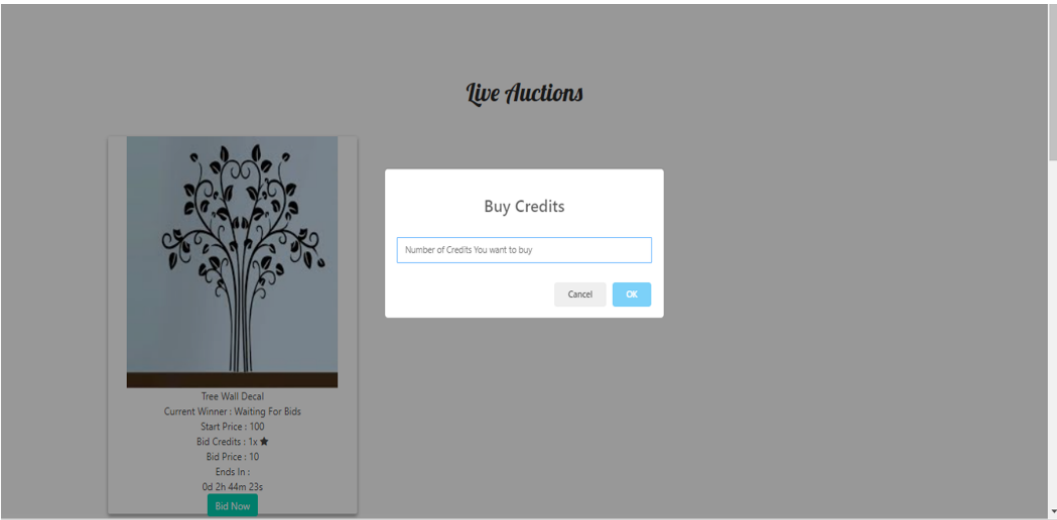 Live Auctions
Buy Credits
Number of Credits You want to buy
Cancel
OK
Tree Wall Decal
Current Winner : Waiting For Bids
Start Price : 100
Bid Credits : 1x ★
Bid Price : 10
Ends In :
0d 2h 44m 23s
Bid Now